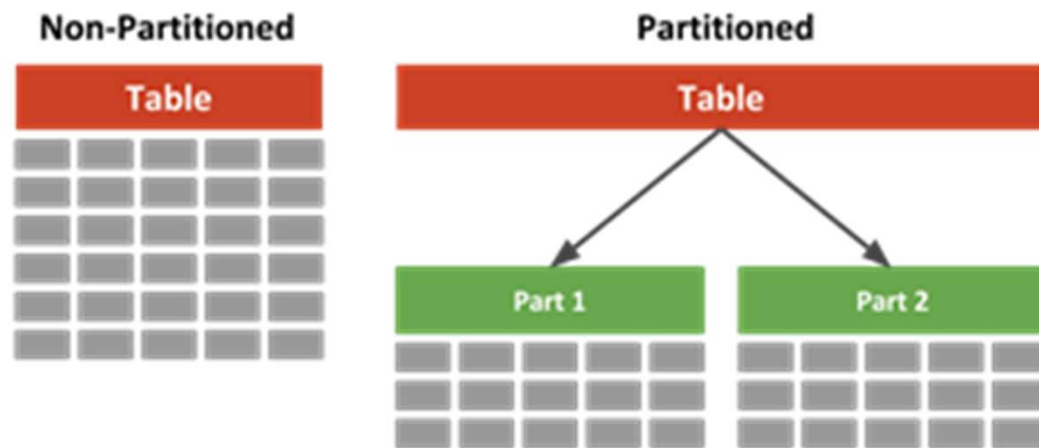 Non-Partitioned
Partitioned
Table
Table
Part 1
Part 2